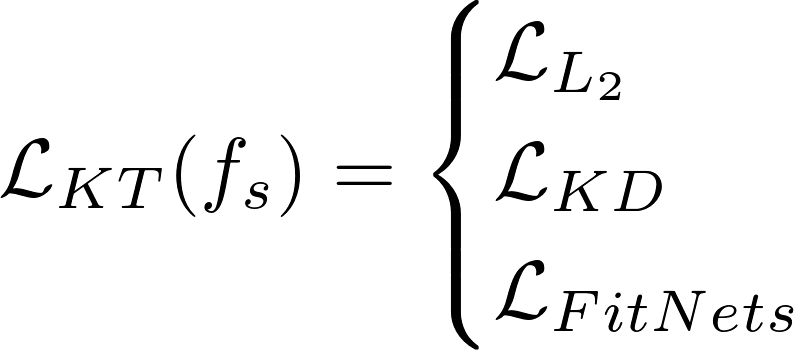 ℒ_{L_2}
ℒ_{KT}(f_s) = { ℒ_{KD}
ℒ_{FitNets}